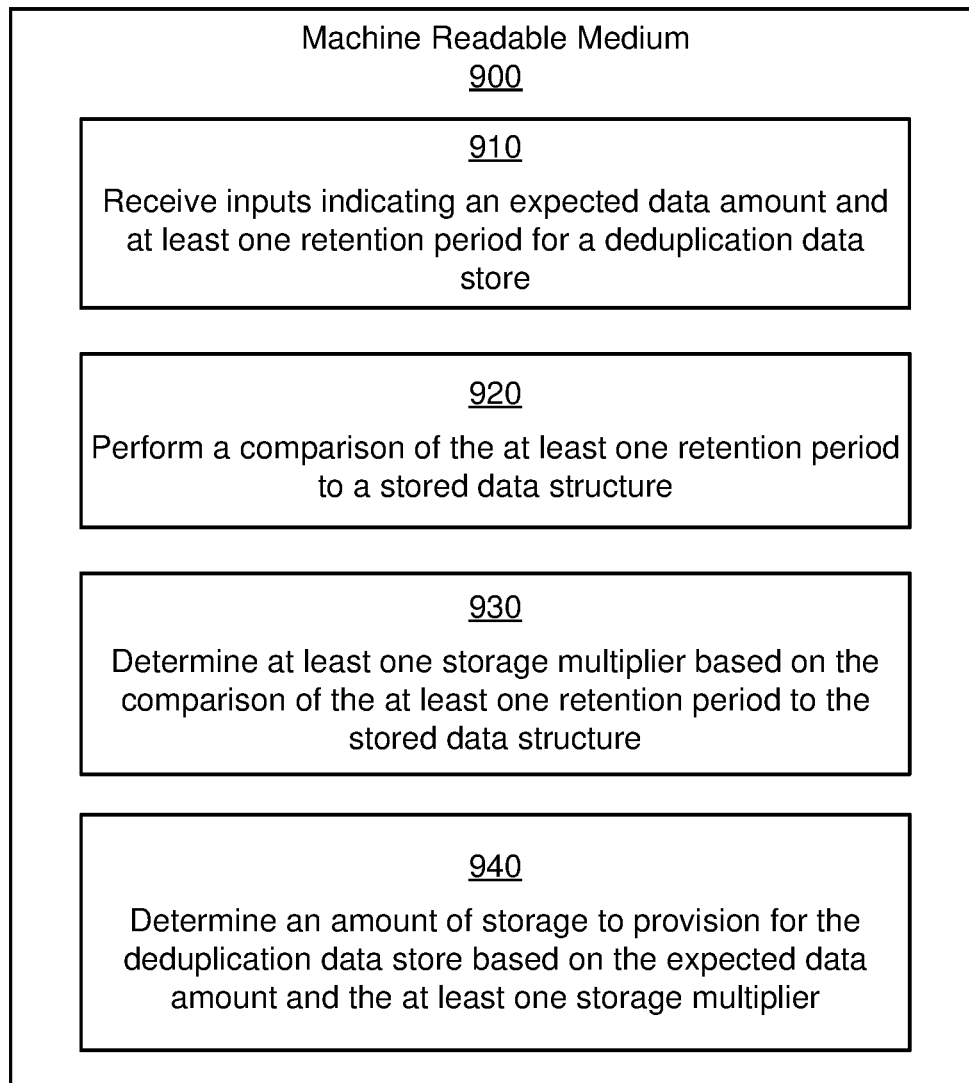 Machine Readable Medium
900
910
Receive inputs indicating an expected data amount and
at least one retention period for a deduplication data
store
920
Perform a comparison of the at least one retention period
to a stored data structure
930
Determine at least one storage multiplier based on the
comparison of the at least one retention period to the
stored data structure
940
Determine an amount of storage to provision for the
deduplication data store based on the expected data
amount and the at least one storage multiplier